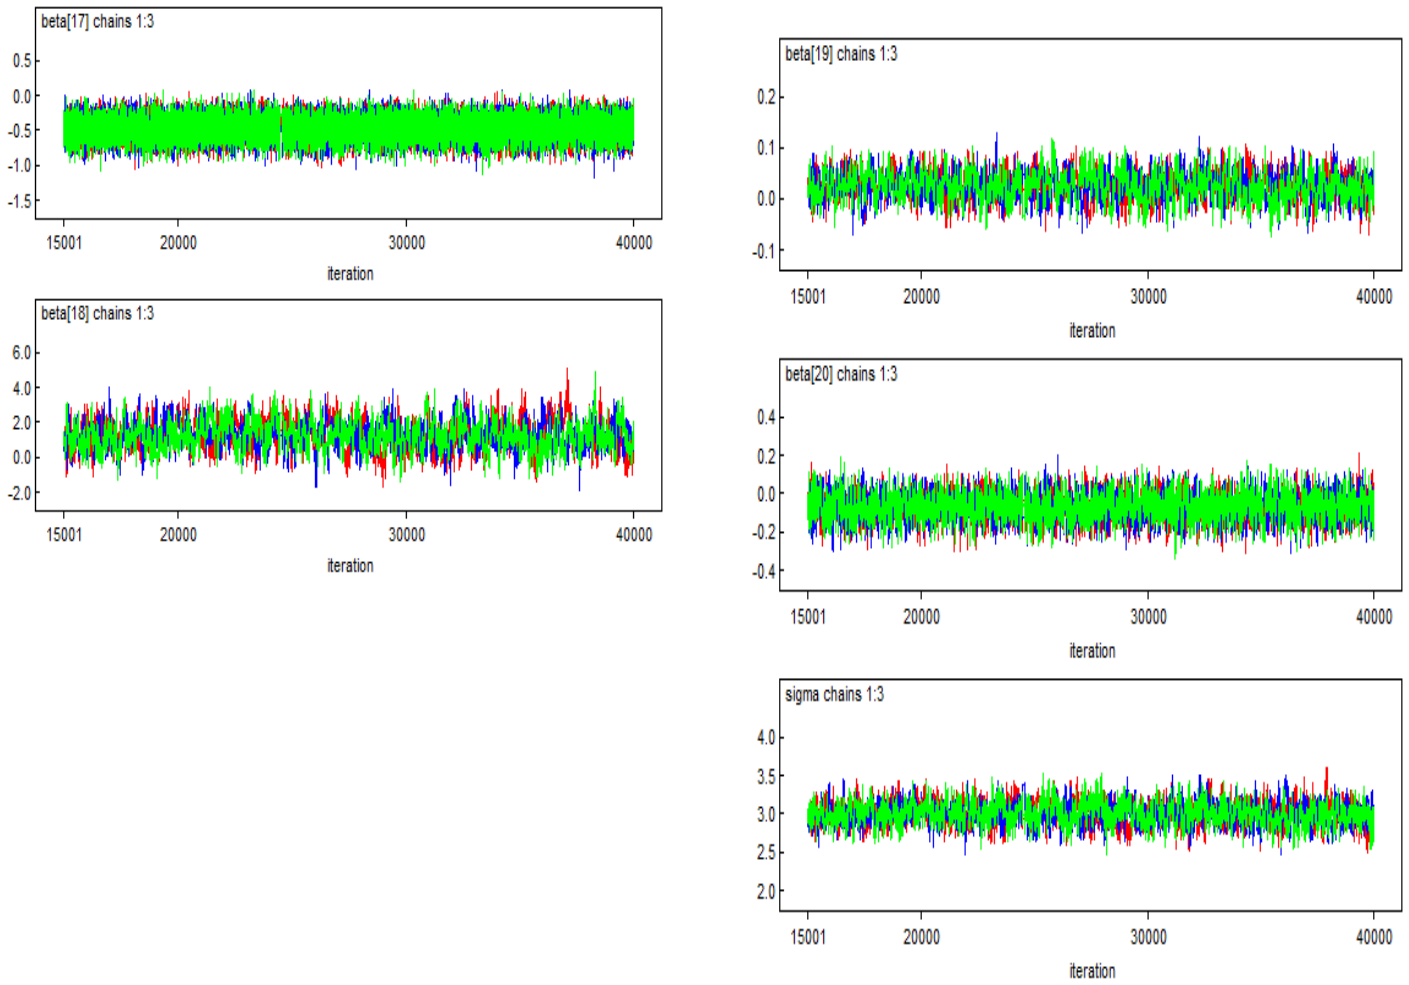 beta[17] chains 1:3
0.5
0.0
-0.5
-1.0
-1.5
15001 20000 30000 40000
iteration
beta[18] chains 1:3
6.0
4.0
2.0
0.0
-2.0
15001 20000 30000 40000
iteration
beta[19] chains 1:3
0.2
0.1
0.0
-0.1
15001 20000 30000 40000
iteration
beta[20] chains 1:3
0.4
0.2
0.0
-0.2
-0.4
15001 20000 30000 40000
iteration
sigma chains 1:3
4.0
3.5
3.0
2.5
2.0
15001 20000 30000 40000
iteration